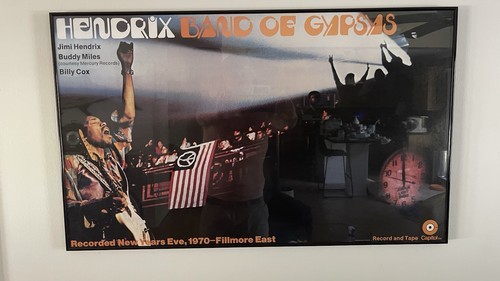 HENDRIX BAND OF GYPSYS
Jimi Hendrix
Buddy Miles
(courtesy Mercury Records)
Billy Cox
Recorded New Years Eve, 1970-Fillmore East
Record and Tape Capitol